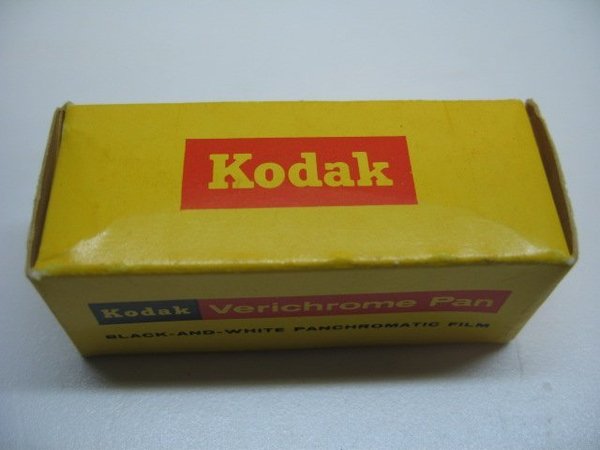 Kodak
Kodak Verichrome Pan
BLACK-AND-WHITE PANCHROMATIC FILM